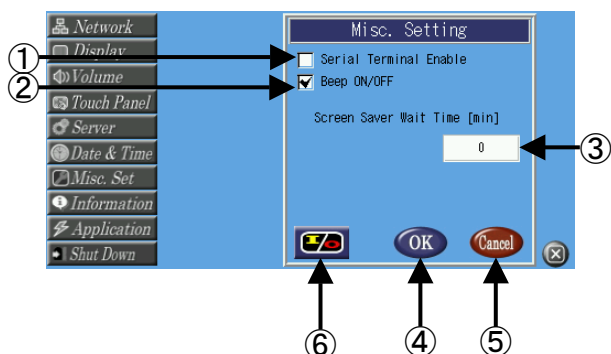 Network
Display
Volume
Touch Panel
Server
Date & Time
Misc. Set
Information
Application
Shut Down
Misc. Setting
Serial Terminal Enable
Beep ON/OFF
Screen Saver Wait Time [min]
0
I/O
OK
Cancel
①
②
③
④
⑤
⑥